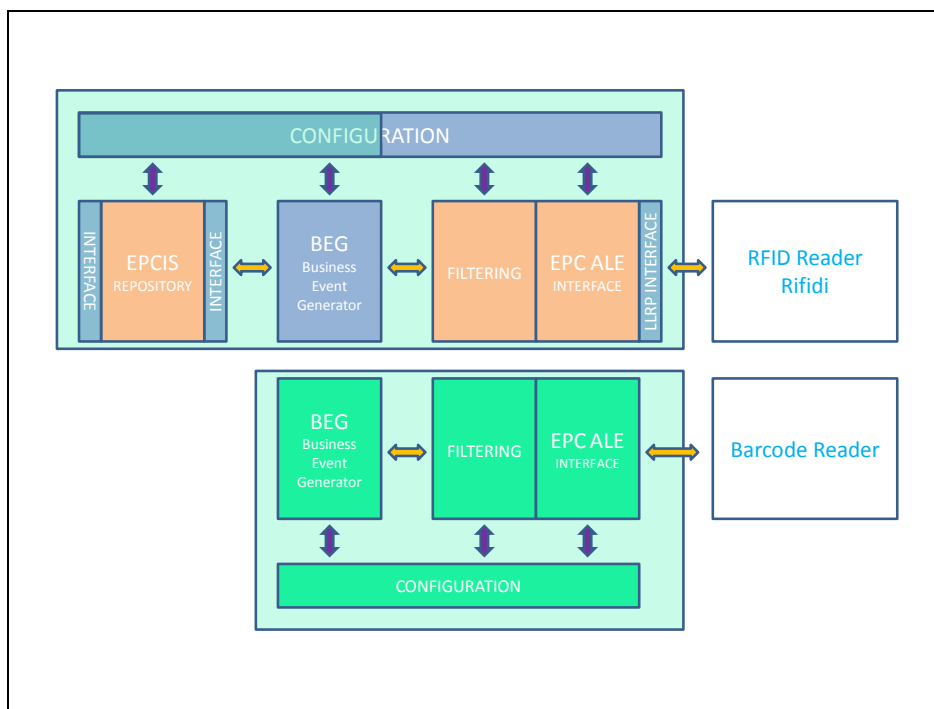 CONFIGURATION
INTERFACE
EPCIS
REPOSITORY
INTERFACE
BEG
Business
Event
Generator
FILTERING
EPC ALE
INTERFACE
LLRP INTERFACE
RFID Reader
Rifidi
BEG
Business
Event
Generator
FILTERING
EPC ALE
INTERFACE
Barcode Reader
CONFIGURATION